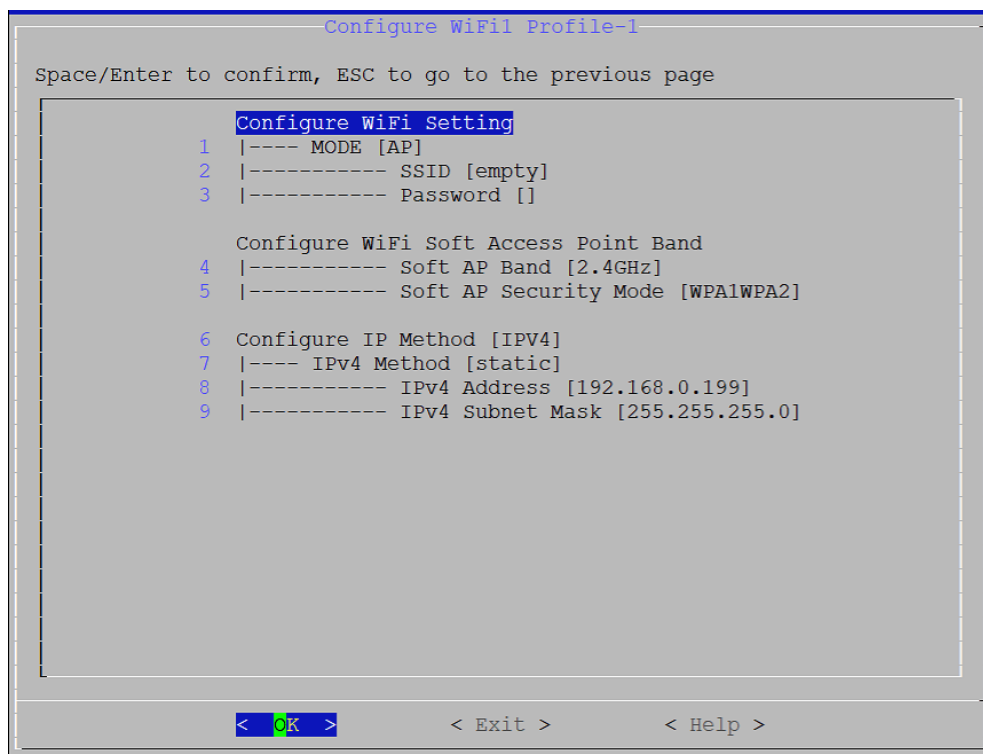 Configure WiFi1 Profile-1
Space/Enter to confirm, ESC to go to the previous page
Configure WiFi Setting
1 |---- MODE [AP]
2 |----------- SSID [empty]
3 |----------- Password []
Configure WiFi Soft Access Point Band
4 |----------- Soft AP Band [2.4GHz]
5 |----------- Soft AP Security Mode [WPA1WPA2]
6 Configure IP Method [IPV4]
7 |---- IPv4 Method [static]
8 |----------- IPv4 Address [192.168.0.199]
9 |----------- IPv4 Subnet Mask [255.255.255.0]
< oK > < Exit > < Help >